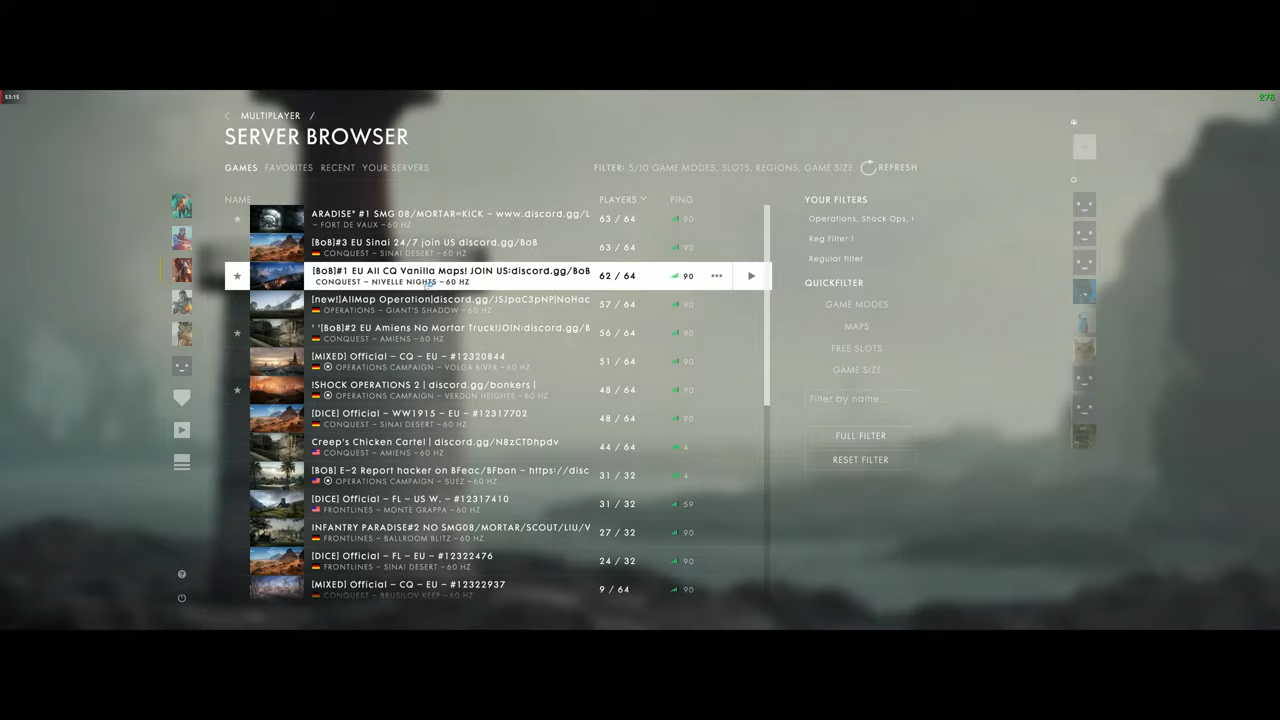 53:15
276
MULTIPLAYER /
SERVER BROWSER
GAMES FAVORITES RECENT YOUR SERVERS
FILTER: 5/10 GAME MODES, SLOTS, REGIONS, GAME SIZE REFRESH
NAME PLAYERS PING
ARADISE" #1 SMG 08/MORTAR=KICK – www.discord.gg/L 63 / 64 90
– FORT DE VAUX – 60 HZ
[BoB]#3 EU Sinai 24/7 join US discord.gg/BoB 63 / 64 90
CONQUEST – SINAI DESERT – 60 HZ
[BoB]#1 EU All CQ Vanilla Maps! JOIN US:discord.gg/BoB 62 / 64 90
CONQUEST – NIVELLE NIGHTS – 60 HZ
[new!]AllMap Operation|discord.gg/JSJpoC3pNP|NoHac 57 / 64 90
OPERATIONS – GIANT'S SHADOW – 60 HZ
' '[BoB]#2 EU Amiens No Mortar Truck!JOIN:discord.gg/B 56 / 64 90
CONQUEST – AMIENS – 60 HZ
[MIXED] Official – CQ – EU – #12320844 51 / 64 90
OPERATIONS CAMPAIGN – VOLGA RIVER – 60 HZ
!SHOCK OPERATIONS 2 | discord.gg/bonkers | 48 / 64 90
OPERATIONS CAMPAIGN – VERDUN HEIGHTS – 60 HZ
[DICE] Official – WW1915 – EU – #12317702 48 / 64 90
CONQUEST – SINAI DESERT – 60 HZ
Creep's Chicken Cartel | discord.gg/N8zCTDhpdv 44 / 64 4
CONQUEST – AMIENS – 60 HZ
[BOB] E-2 Report hacker on BFeac/BFban – https://disc 31 / 32 4
OPERATIONS CAMPAIGN – SUEZ – 60 HZ
[DICE] Official – FL – US W. – #12317410 31 / 32 59
FRONTLINES – MONTE GRAPPA – 60 HZ
INFANTRY PARADISE#2 NO SMG08/MORTAR/SCOUT/LIU/V 27 / 32 90
FRONTLINES – BALLROOM BLITZ – 60 HZ
[DICE] Official – FL – EU – #12322476 24 / 32 90
FRONTLINES – SINAI DESERT – 60 HZ
[MIXED] Official – CQ – EU – #12322937 9 / 64 90
CONQUEST – BRUSILOV KEEP – 60 HZ
YOUR FILTERS
Operations, Shock Ops, (
Reg Filter 1
Regular filter
QUICKFILTER
GAME MODES
MAPS
FREE SLOTS
GAME SIZE
Filter by name...
FULL FILTER
RESET FILTER